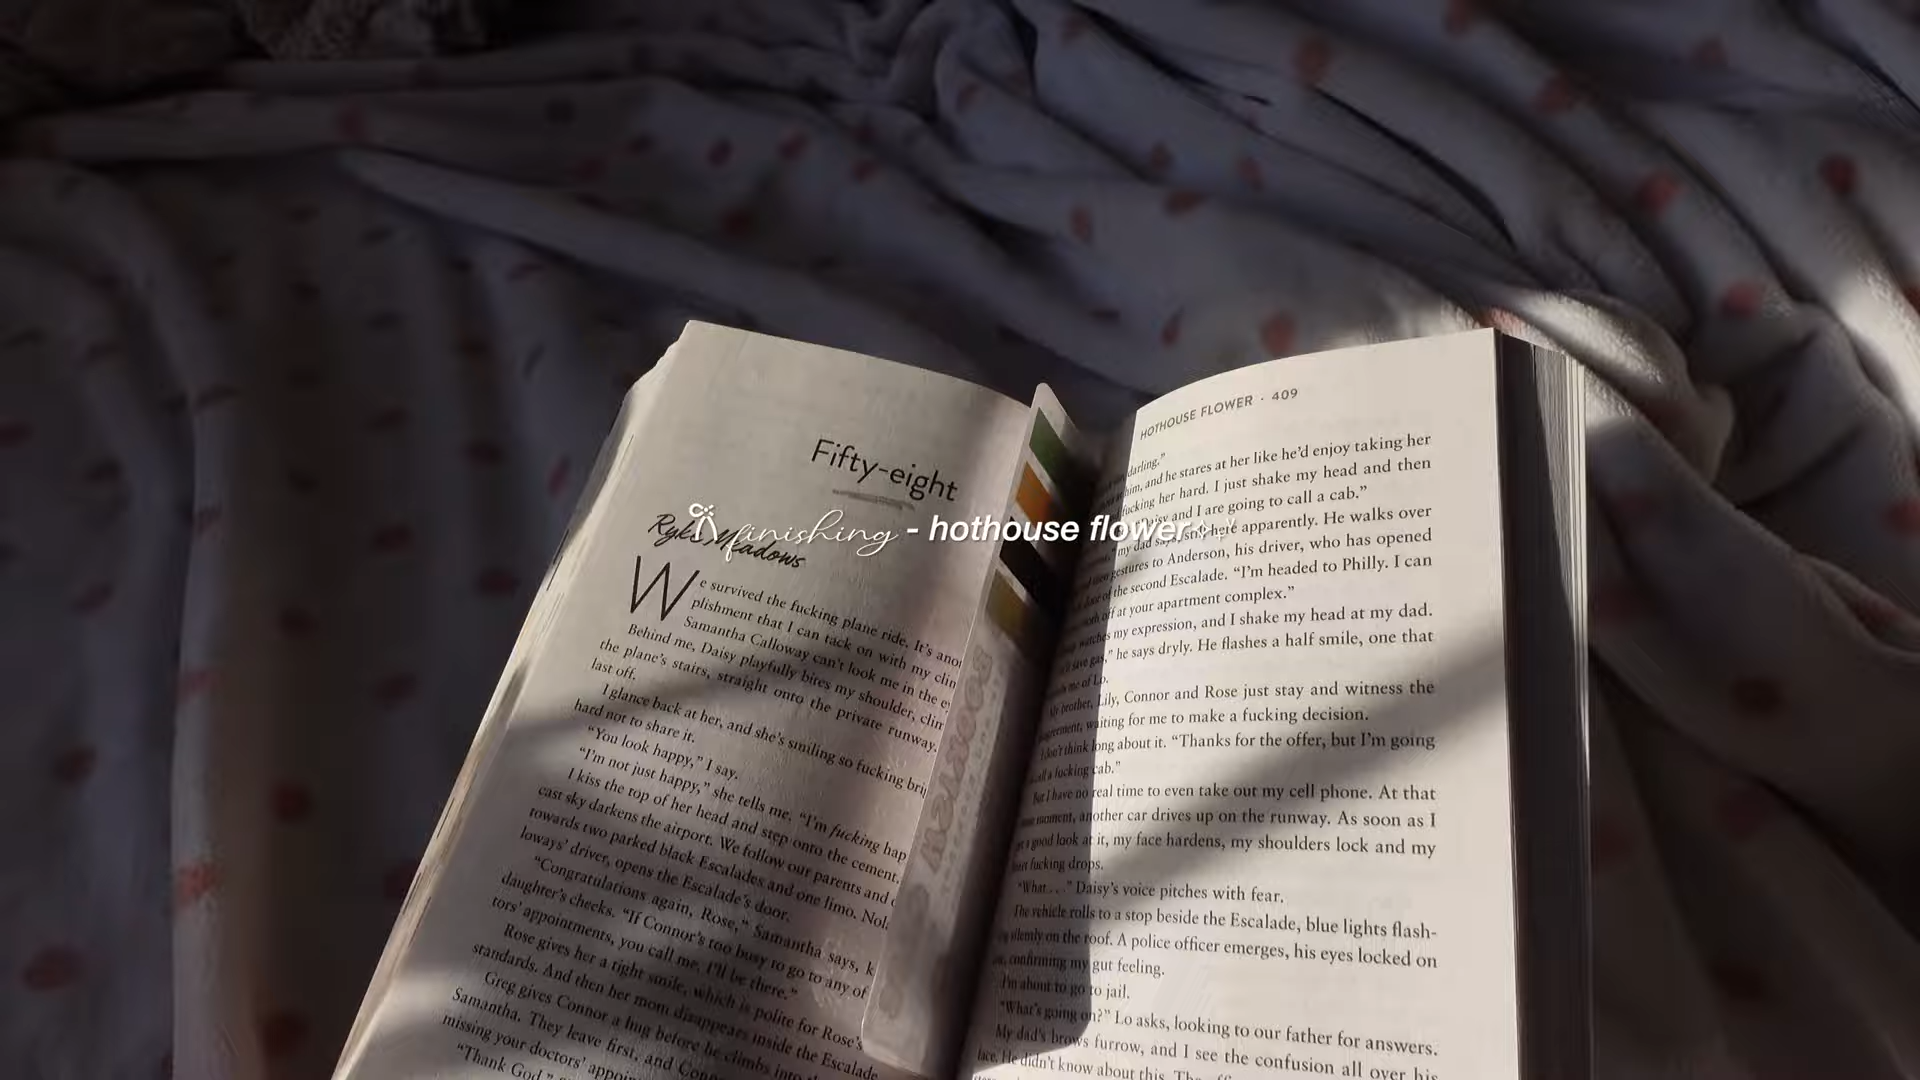 Fifty-eight
Ryke Meadows
We survived the fucking plane ride. It's
plishment that I can tack on with my
Samantha Calloway can't look me in the
Behind me, Daisy playfully bites my shoulder,
the plane's stairs, straight onto the private runway.
last off.
I glance back at her, and she's smiling so fucking
hard not to share it.
"You look happy," I say.
"I'm not just happy," she tells me. "I'm fucking
I kiss the top of her head and step onto the cement.
cast sky darkens the airport. We follow our parents and
towards two parked black Escalades and one limo.
loways' driver, opens the Escalade's door.
"Congratulations again, Rose," Samantha says,
daughter's checks. "If Connor's too busy to go to any of
tors' appointments, you call me. I'll be there."
Rose gives her a tight smile, which is polite for Rose's
standards. And then her mom disappears inside the Escalade
Greg gives Connor a hug before he climbs into
Samantha. They leave first, and
missing your doctors'
"Thank God,"
finishing - hothouse flower
HOTHOUSE FLOWER · 409
darling."
him, and he stares at her like he'd enjoy taking her
fucking her hard. I just shake my head and then
and I are going to call a cab."
my dad says, apparently. He walks over
gestures to Anderson, his driver, who has opened
of the second Escalade. "I'm headed to Philly. I can
off at your apartment complex."
my expression, and I shake my head at my dad.
gas," he says dryly. He flashes a half smile, one that
me of Lo.
My brother, Lily, Connor and Rose just stay and witness the
waiting for me to make a fucking decision.
I don't think long about it. "Thanks for the offer, but I'm going
call a fucking cab."
But I have no real time to even take out my cell phone. At that
moment, another car drives up on the runway. As soon as I
a good look at it, my face hardens, my shoulders lock and my
fucking drops.
"What . . ." Daisy's voice pitches with fear.
The vehicle rolls to a stop beside the Escalade, blue lights flash-
silently on the roof. A police officer emerges, his eyes locked on
confirming my gut feeling.
I'm about to go to jail.
"What's going on?" Lo asks, looking to our father for answers.
My dad's brows furrow, and I see the confusion all over his
face. He didn't know about this.